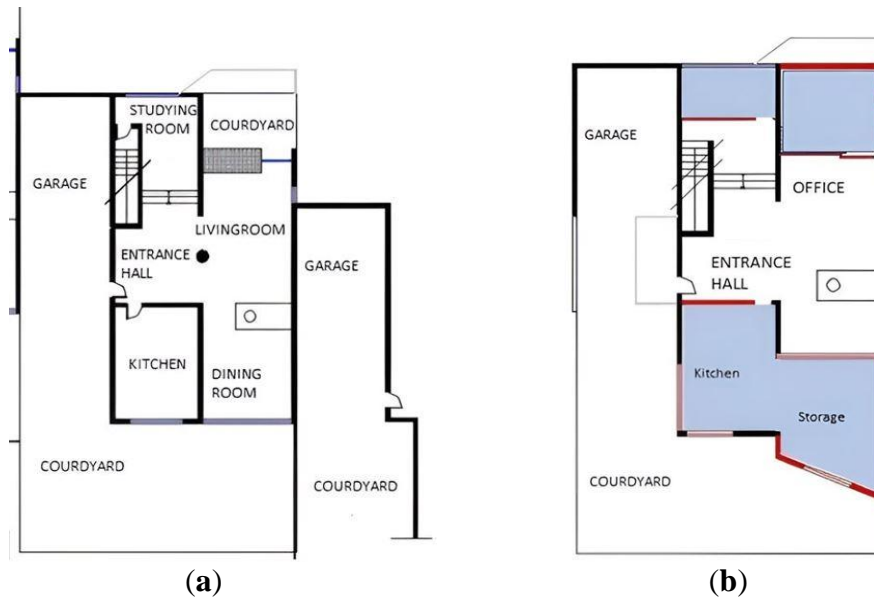 STUDYING
ROOM
COURDYARD
GARAGE
LIVINGROOM
ENTRANCE
HALL
GARAGE
KITCHEN
DINING
ROOM
COURDYARD
COURDYARD
(a)
GARAGE
OFFICE
ENTRANCE
HALL
Kitchen
Storage
COURDYARD
(b)